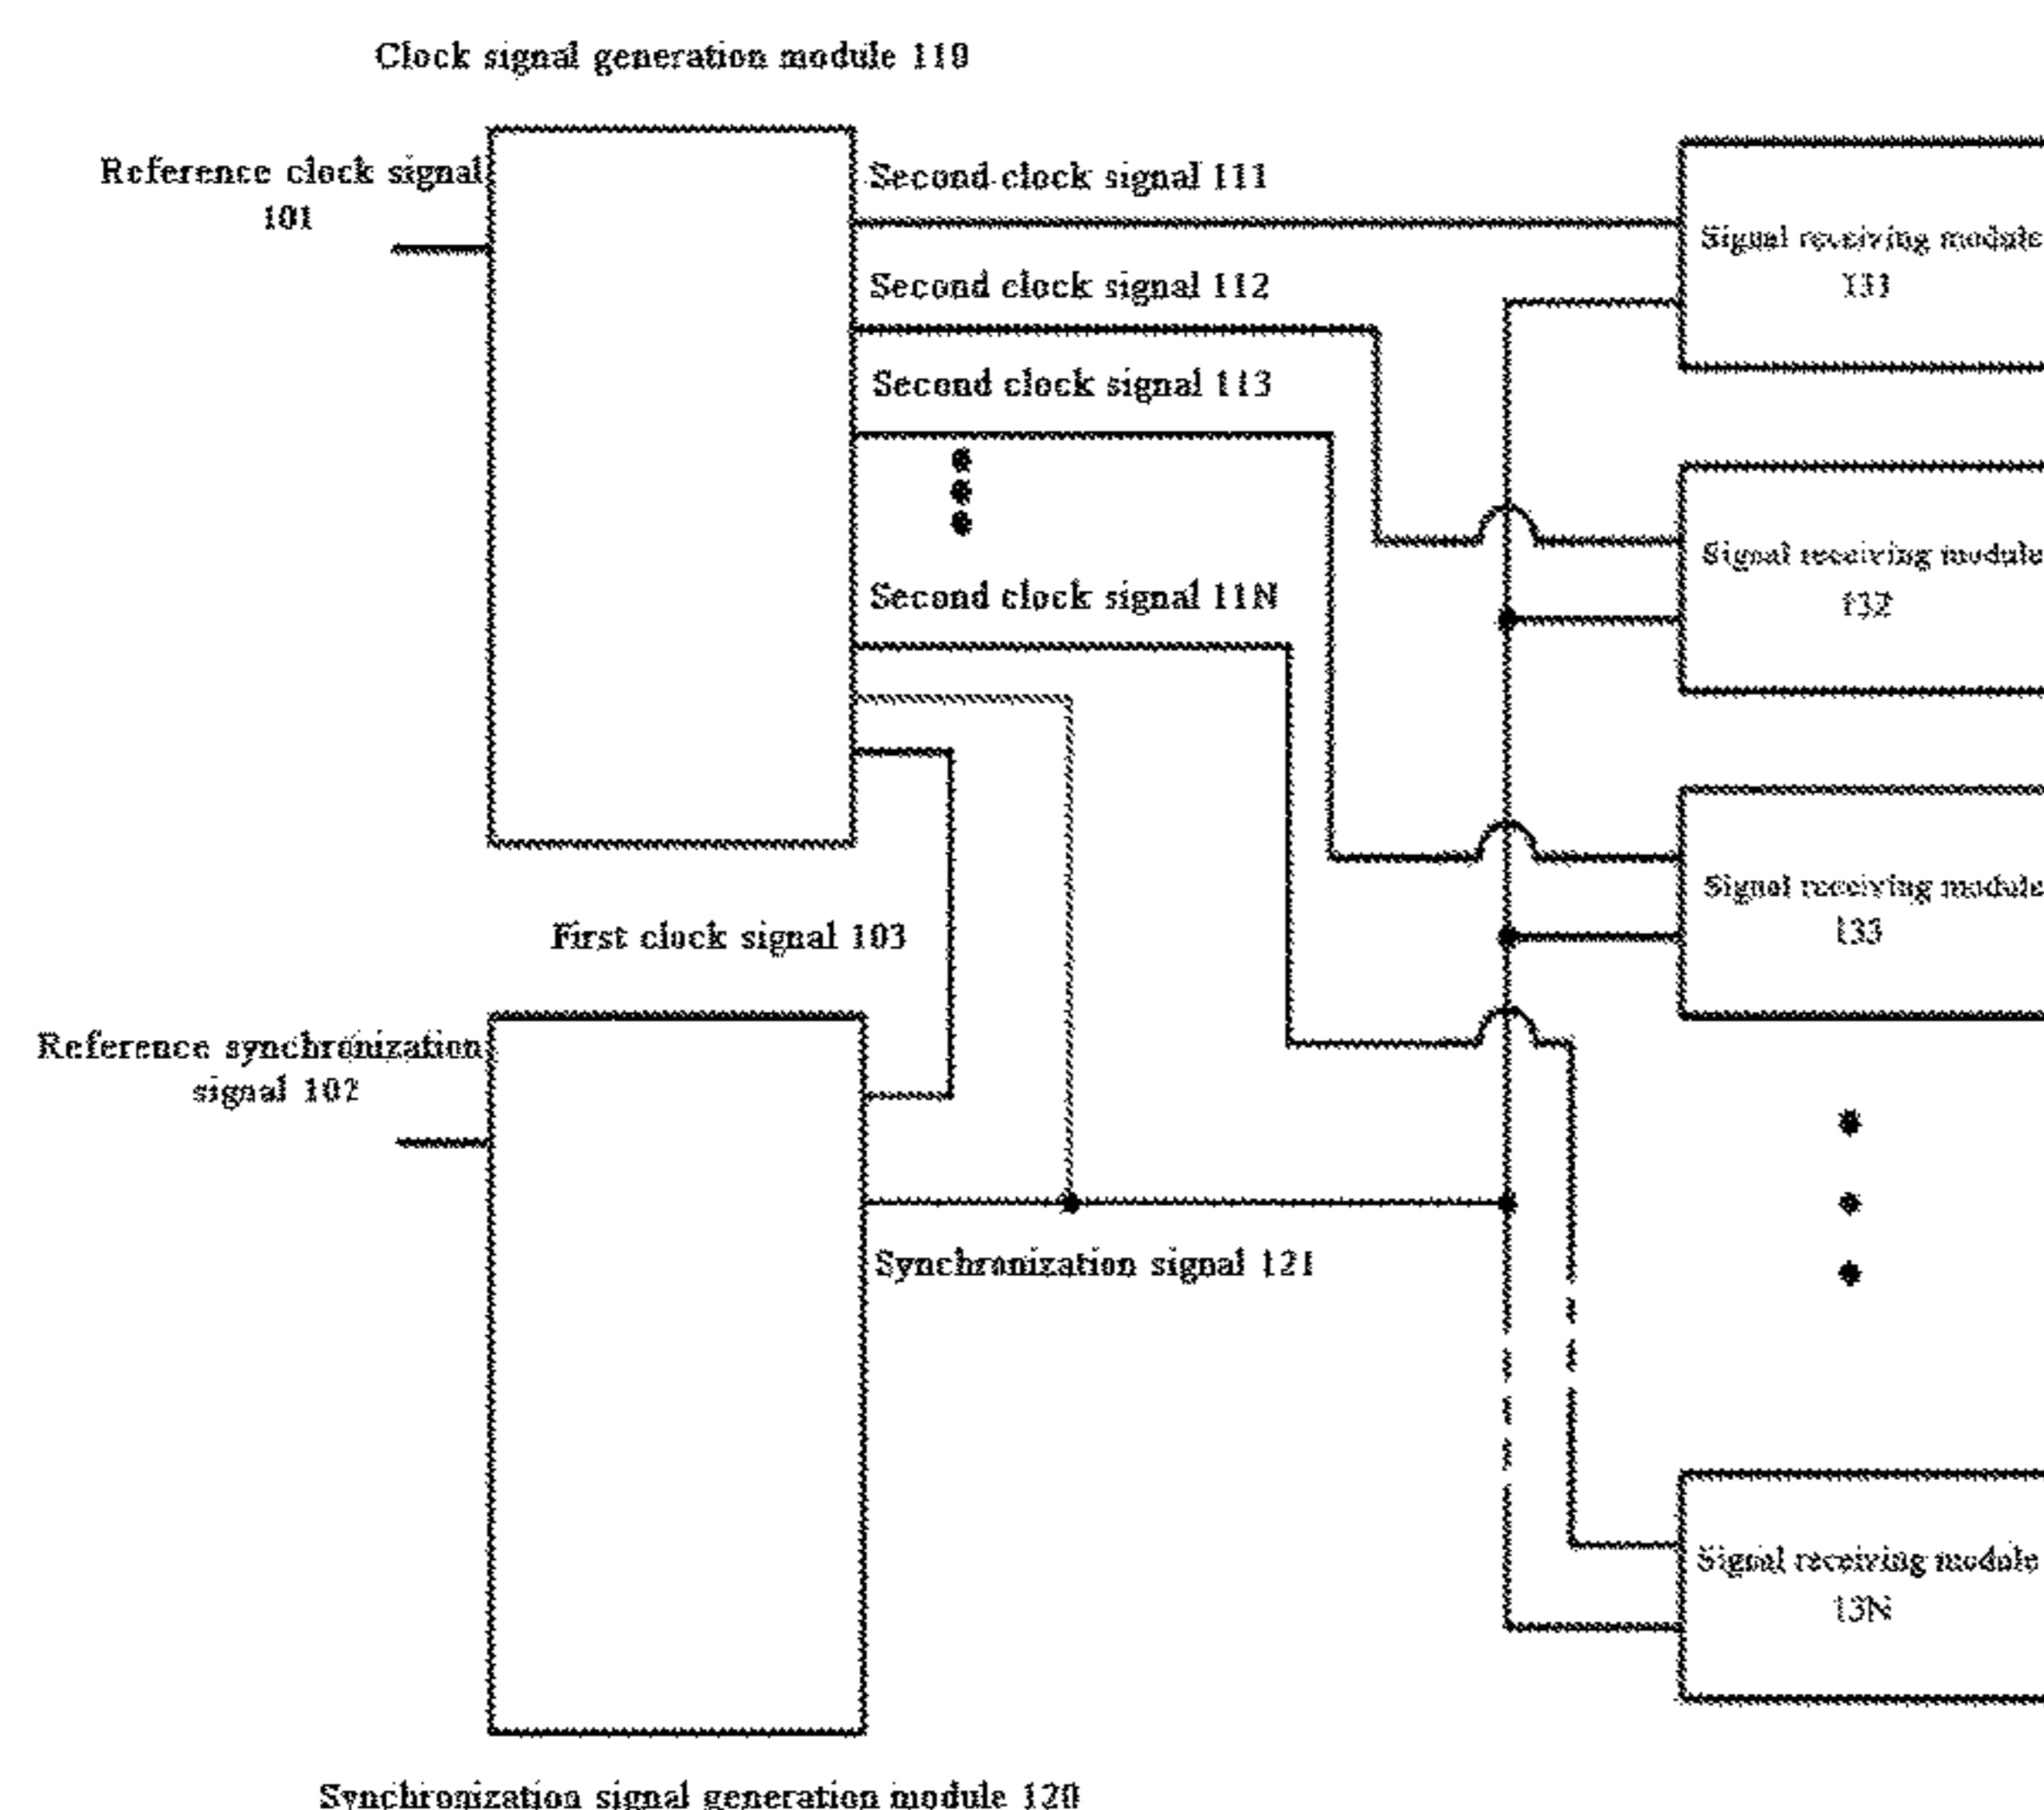 Clock signal generation module 110
Reference clock signal
101
Second clock signal 111
Second clock signal 112
Second clock signal 113
Second clock signal 11N
First clock signal 103
Reference synchronization
signal 102
Synchronization signal 121
Synchronization signal generation module 120
Signal receiving module
131
Signal receiving module
132
Signal receiving module
133
Signal receiving module
13N